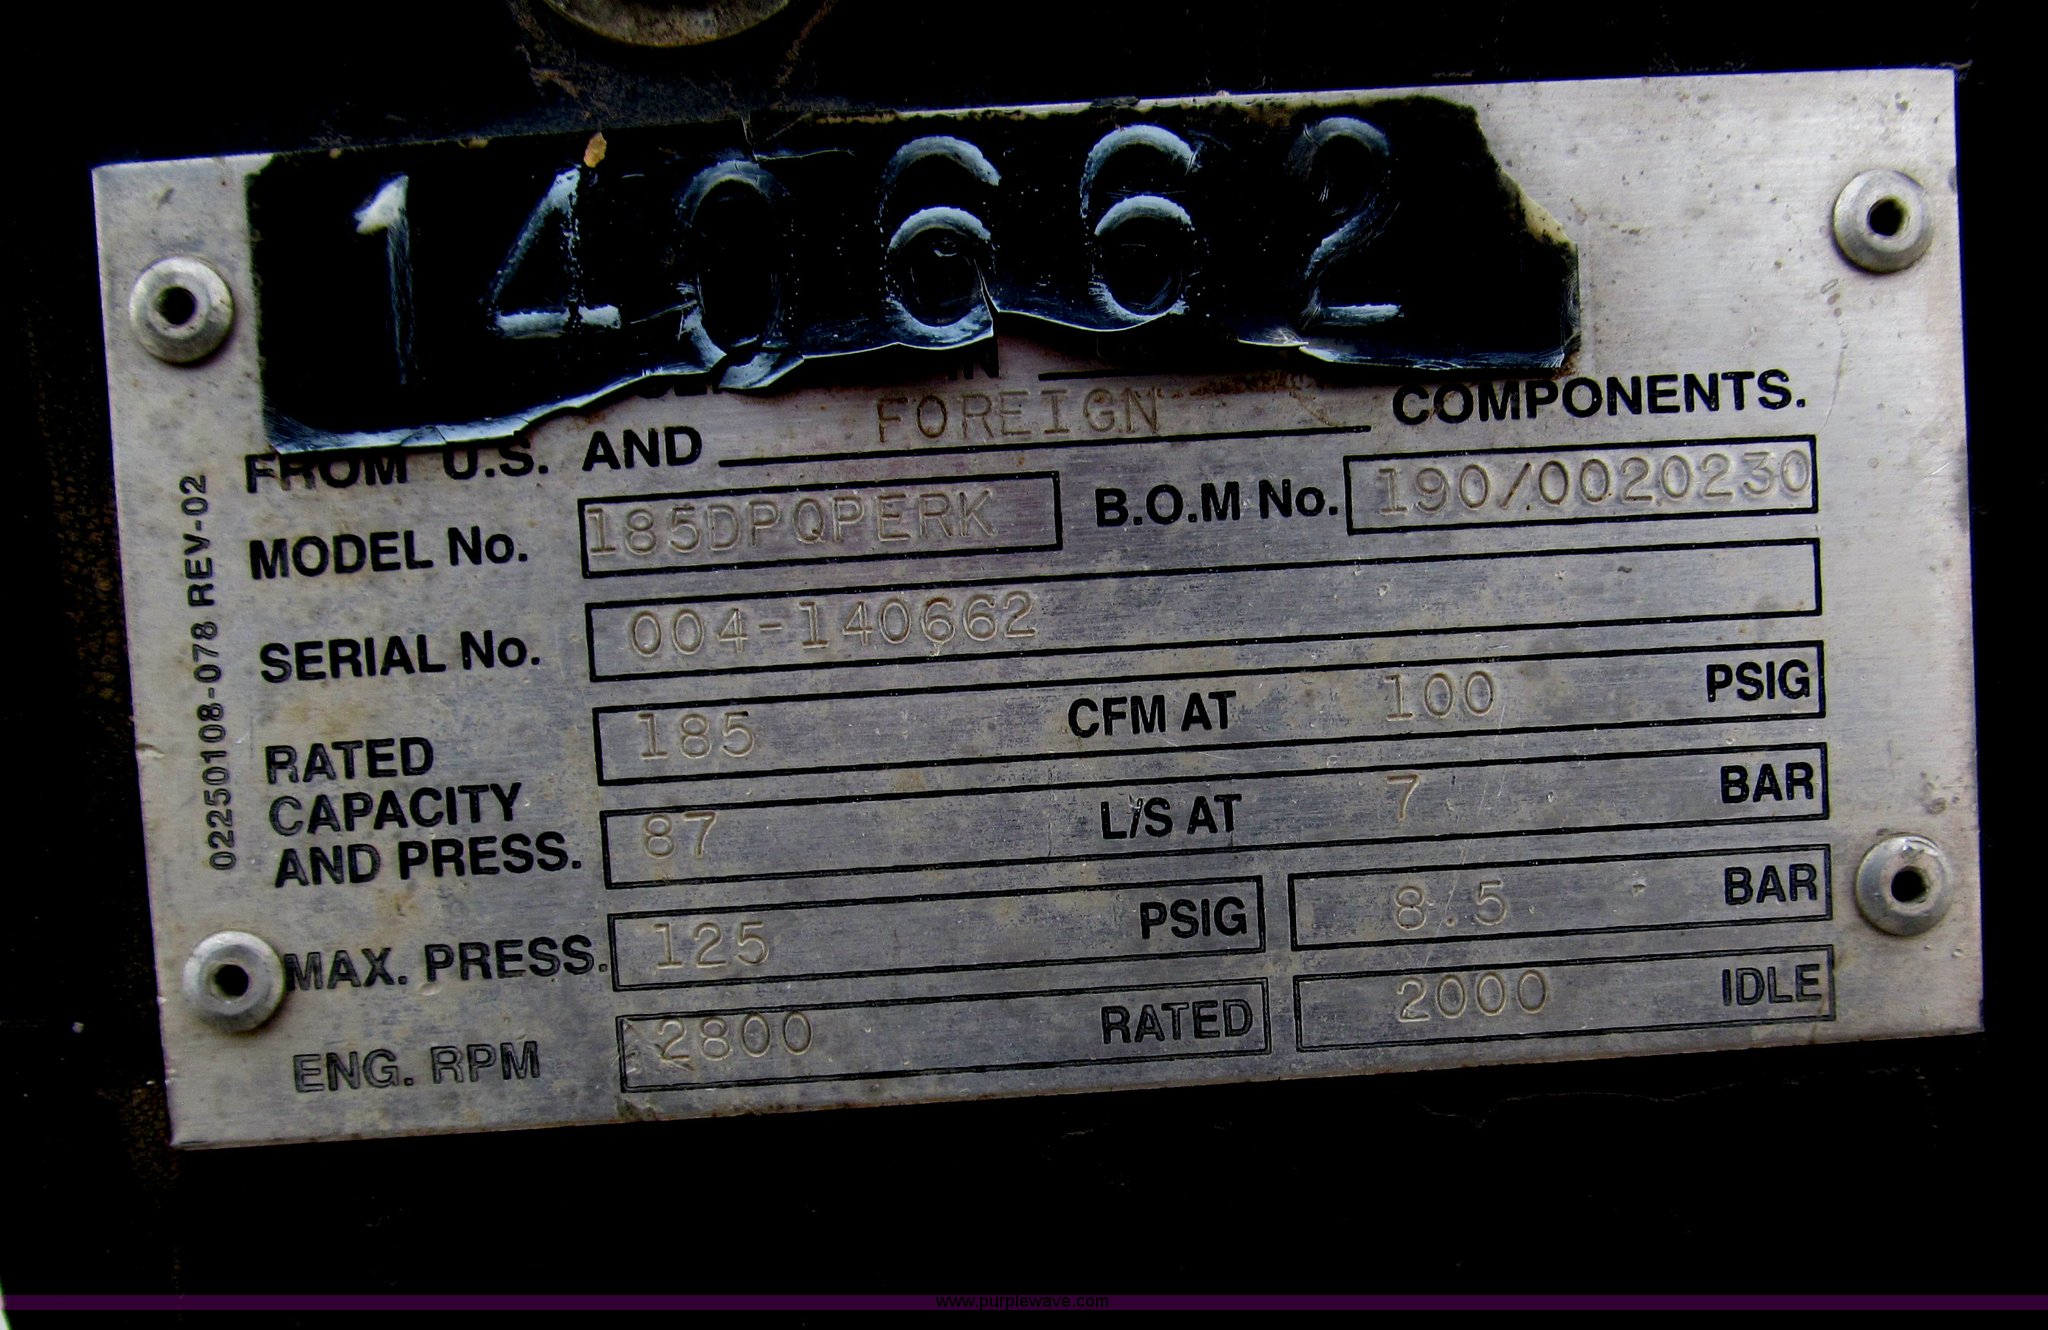 140662
IN
FOREIGN
FROM U.S. AND COMPONENTS.
MODEL No. 185DPQPERK B.O.M No. 190/0020230
SERIAL No. 004-140662
RATED CAPACITY AND PRESS.
185 CFM AT 100 PSIG
87 L/S AT 7 BAR
MAX. PRESS. 125 PSIG 8.5 BAR
ENG. RPM 2800 RATED 2000 IDLE
02250108-078 REV-02
www.purplewave.com